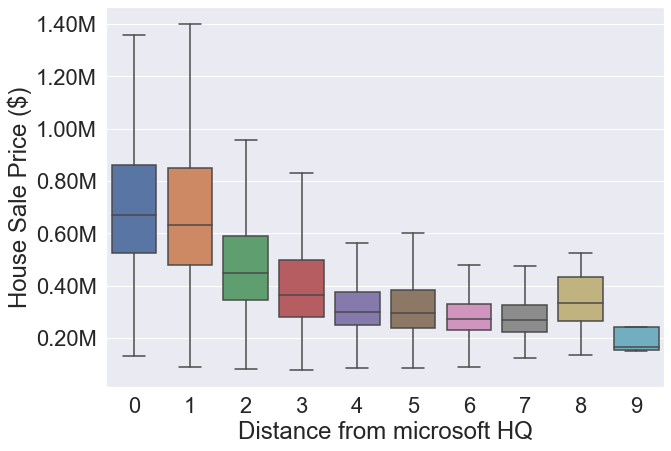 1.40M
1.20M
1.00M
0.80M
0.60M
0.40M
0.20M
House Sale Price ($)
0 1 2 3 4 5 6 7 8 9
Distance from microsoft HQ